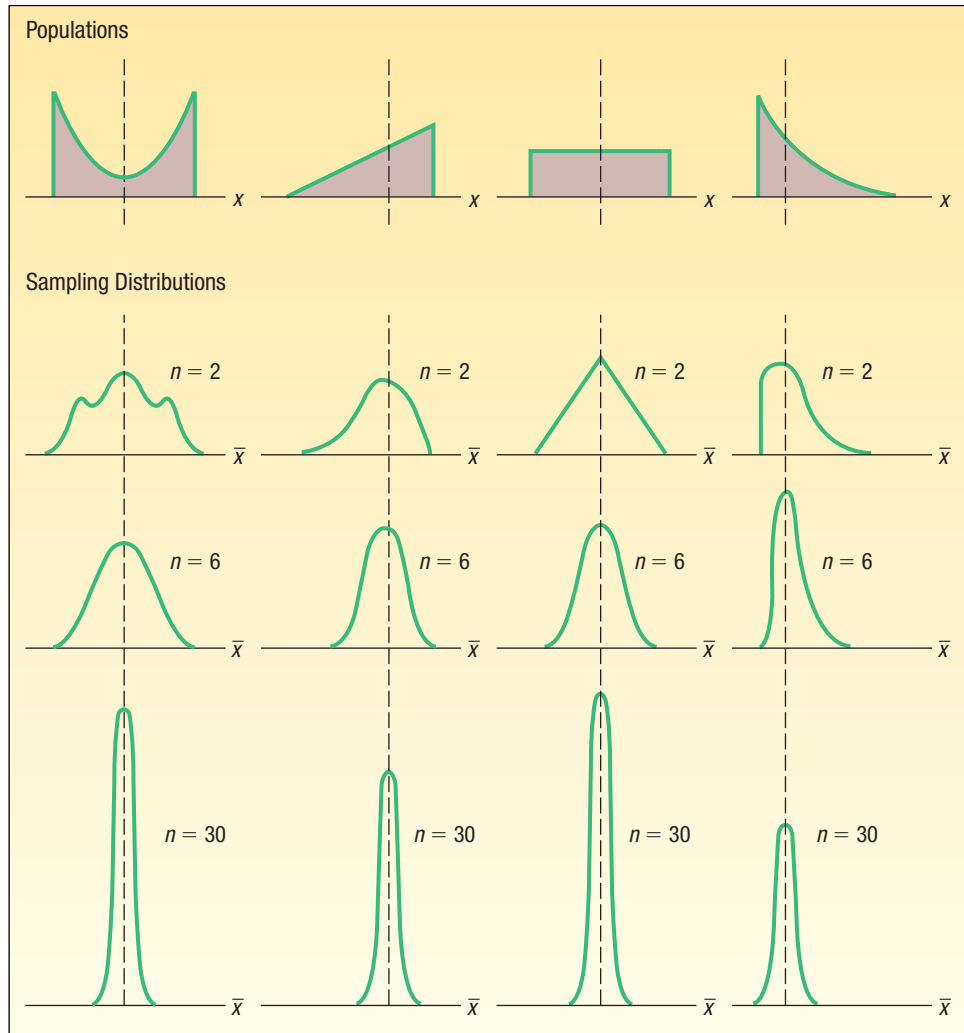 Populations
x x x x
Sampling Distributions
n = 2 n = 2 n = 2 n = 2
x̅ x̅ x̅ x̅
n = 6 n = 6 n = 6 n = 6
x̅ x̅ x̅ x̅
n = 30 n = 30 n = 30 n = 30
x̅ x̅ x̅ x̅